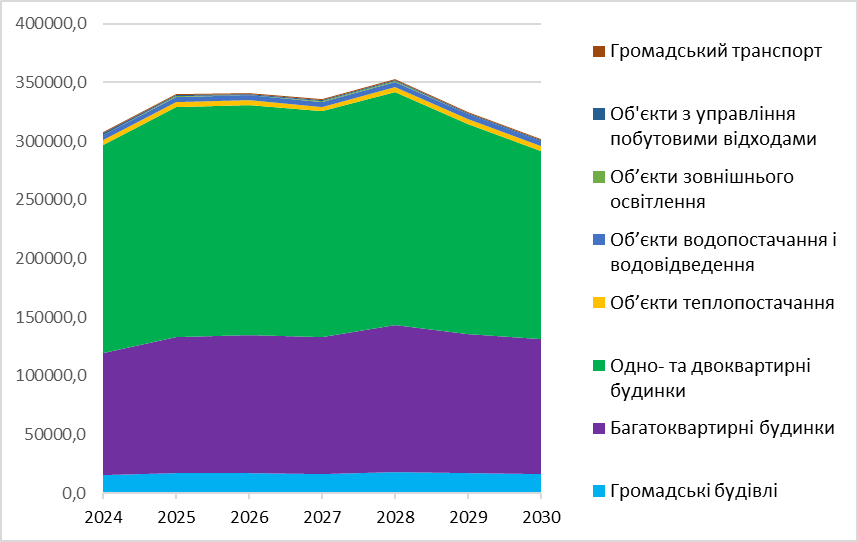 400000,0
350000,0
300000,0
250000,0
200000,0
150000,0
100000,0
50000,0
0,0
2024 2025 2026 2027 2028 2029 2030
Громадський транспорт
Об'єкти з управління
побутовими відходами
Об’єкти зовнішнього
освітлення
Об’єкти водопостачання і
водовідведення
Об’єкти теплопостачання
Одно- та двоквартирні
будинки
Багатоквартирні будинки
Громадські будівлі